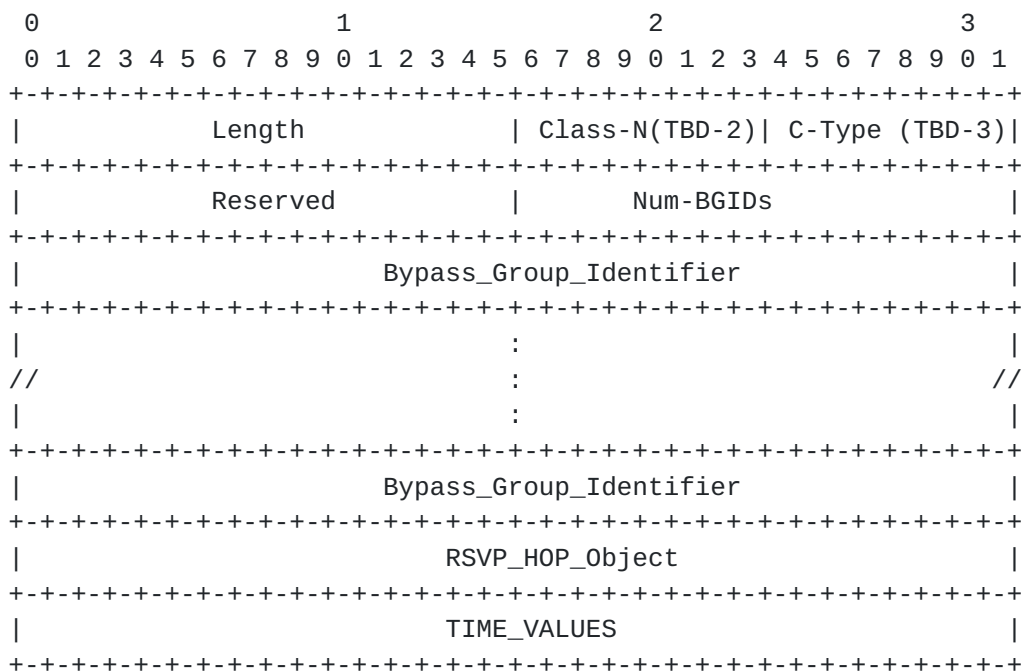 0                   1                   2                   3
 0 1 2 3 4 5 6 7 8 9 0 1 2 3 4 5 6 7 8 9 0 1 2 3 4 5 6 7 8 9 0 1
+-+-+-+-+-+-+-+-+-+-+-+-+-+-+-+-+-+-+-+-+-+-+-+-+-+-+-+-+-+-+-+-+
|            Length             | Class-N(TBD-2)| C-Type (TBD-3)|
+-+-+-+-+-+-+-+-+-+-+-+-+-+-+-+-+-+-+-+-+-+-+-+-+-+-+-+-+-+-+-+-+
|            Reserved           |       Num-BGIDs               |
+-+-+-+-+-+-+-+-+-+-+-+-+-+-+-+-+-+-+-+-+-+-+-+-+-+-+-+-+-+-+-+-+
|                       Bypass_Group_Identifier                 |
+-+-+-+-+-+-+-+-+-+-+-+-+-+-+-+-+-+-+-+-+-+-+-+-+-+-+-+-+-+-+-+-+
|                               :                               |
//                              :                              //
|                               :                               |
+-+-+-+-+-+-+-+-+-+-+-+-+-+-+-+-+-+-+-+-+-+-+-+-+-+-+-+-+-+-+-+-+
|                       Bypass_Group_Identifier                 |
+-+-+-+-+-+-+-+-+-+-+-+-+-+-+-+-+-+-+-+-+-+-+-+-+-+-+-+-+-+-+-+-+
|                           RSVP_HOP_Object                     |
+-+-+-+-+-+-+-+-+-+-+-+-+-+-+-+-+-+-+-+-+-+-+-+-+-+-+-+-+-+-+-+-+
|                           TIME_VALUES                         |
+-+-+-+-+-+-+-+-+-+-+-+-+-+-+-+-+-+-+-+-+-+-+-+-+-+-+-+-+-+-+-+-+